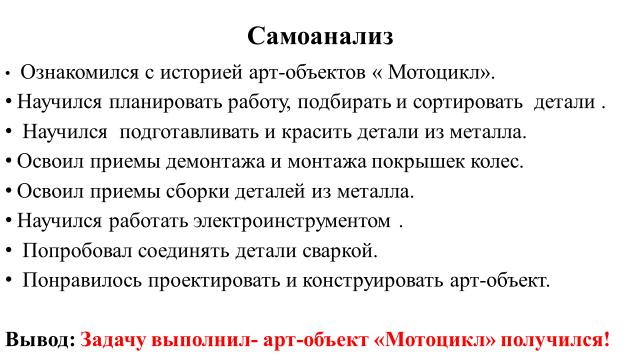 Самоанализ
• Ознакомился с историей арт-объектов « Мотоцикл».
• Научился планировать работу, подбирать и сортировать детали .
• Научился подготавливать и красить детали из металла.
• Освоил приемы демонтажа и монтажа покрышек колес.
• Освоил приемы сборки деталей из металла.
• Научился работать электроинструментом .
• Попробовал соединять детали сваркой.
• Понравилось проектировать и конструировать арт-объект.
Вывод: Задачу выполнил- арт-объект «Мотоцикл» получился!